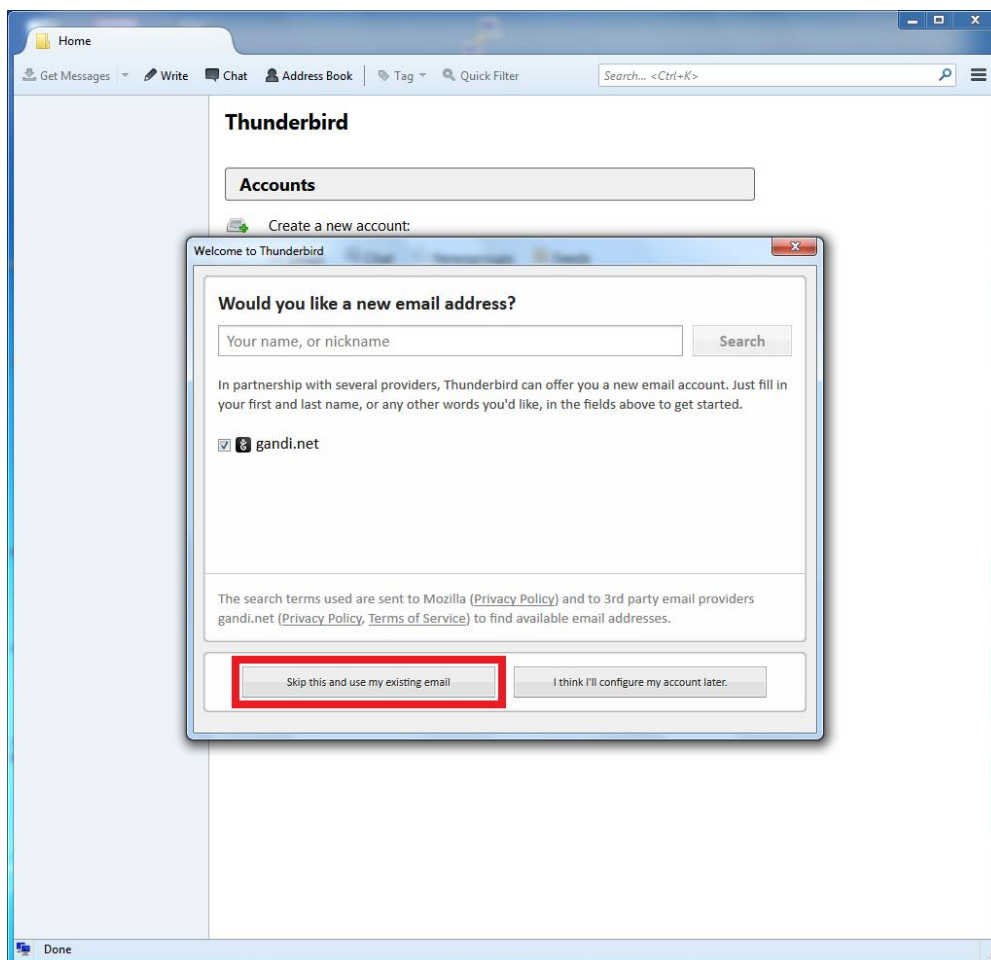 Home
Get Messages Write Chat Address Book Tag Quick Filter Search... <Ctrl+K>
Thunderbird
Accounts
Create a new account:
Welcome to Thunderbird
Would you like a new email address?
Your name, or nickname Search
In partnership with several providers, Thunderbird can offer you a new email account. Just fill in
your first and last name, or any other words you'd like, in the fields above to get started.
gandi.net
The search terms used are sent to Mozilla (Privacy Policy) and to 3rd party email providers
gandi.net (Privacy Policy, Terms of Service) to find available email addresses.
Skip this and use my existing email I think I'll configure my account later.
Done